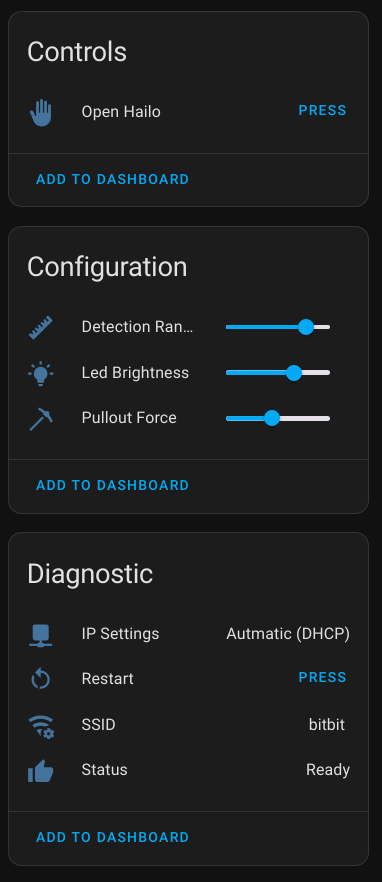 Controls
Open Hailo PRESS
ADD TO DASHBOARD
Configuration
Detection Ran...
Led Brightness
Pullout Force
ADD TO DASHBOARD
Diagnostic
IP Settings Autmatic (DHCP)
Restart PRESS
SSID bitbit
Status Ready
ADD TO DASHBOARD